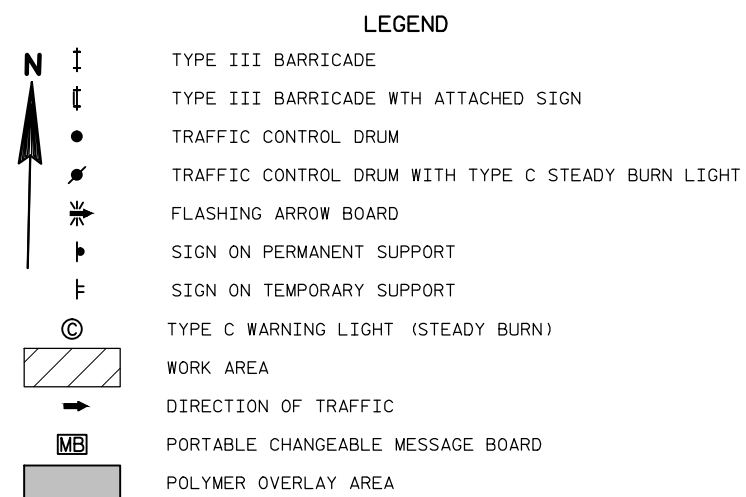 LEGEND
N
TYPE III BARRICADE
TYPE III BARRICADE WTH ATTACHED SIGN
TRAFFIC CONTROL DRUM
TRAFFIC CONTROL DRUM WITH TYPE C STEADY BURN LIGHT
FLASHING ARROW BOARD
SIGN ON PERMANENT SUPPORT
SIGN ON TEMPORARY SUPPORT
© TYPE C WARNING LIGHT (STEADY BURN)
WORK AREA
DIRECTION OF TRAFFIC
MB PORTABLE CHANGEABLE MESSAGE BOARD
POLYMER OVERLAY AREA